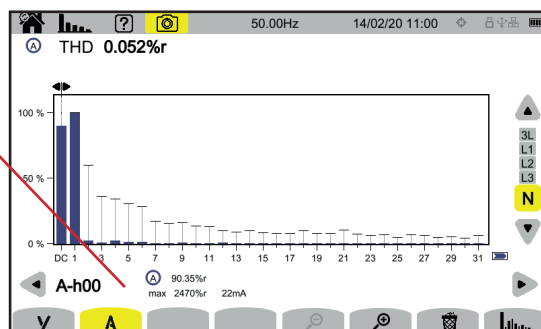 ? 50.00Hz 14/02/20 11:00
A THD 0.052%r
100 %
50 %
0 %
DC 1 3 5 7 9 11 13 15 17 19 21 23 25 27 29 31
3L
L1
L2
L3
N
A-h00 A 90.35%r
max 2470%r 22mA
V A